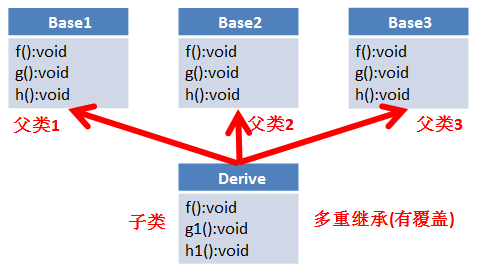 Base1
f():void
g():void
h():void
父类1
Base2
f():void
g():void
h():void
父类2
Base3
f():void
g():void
h():void
父类3
Derive
f():void
g1():void
h1():void
子类
多重继承(有覆盖)